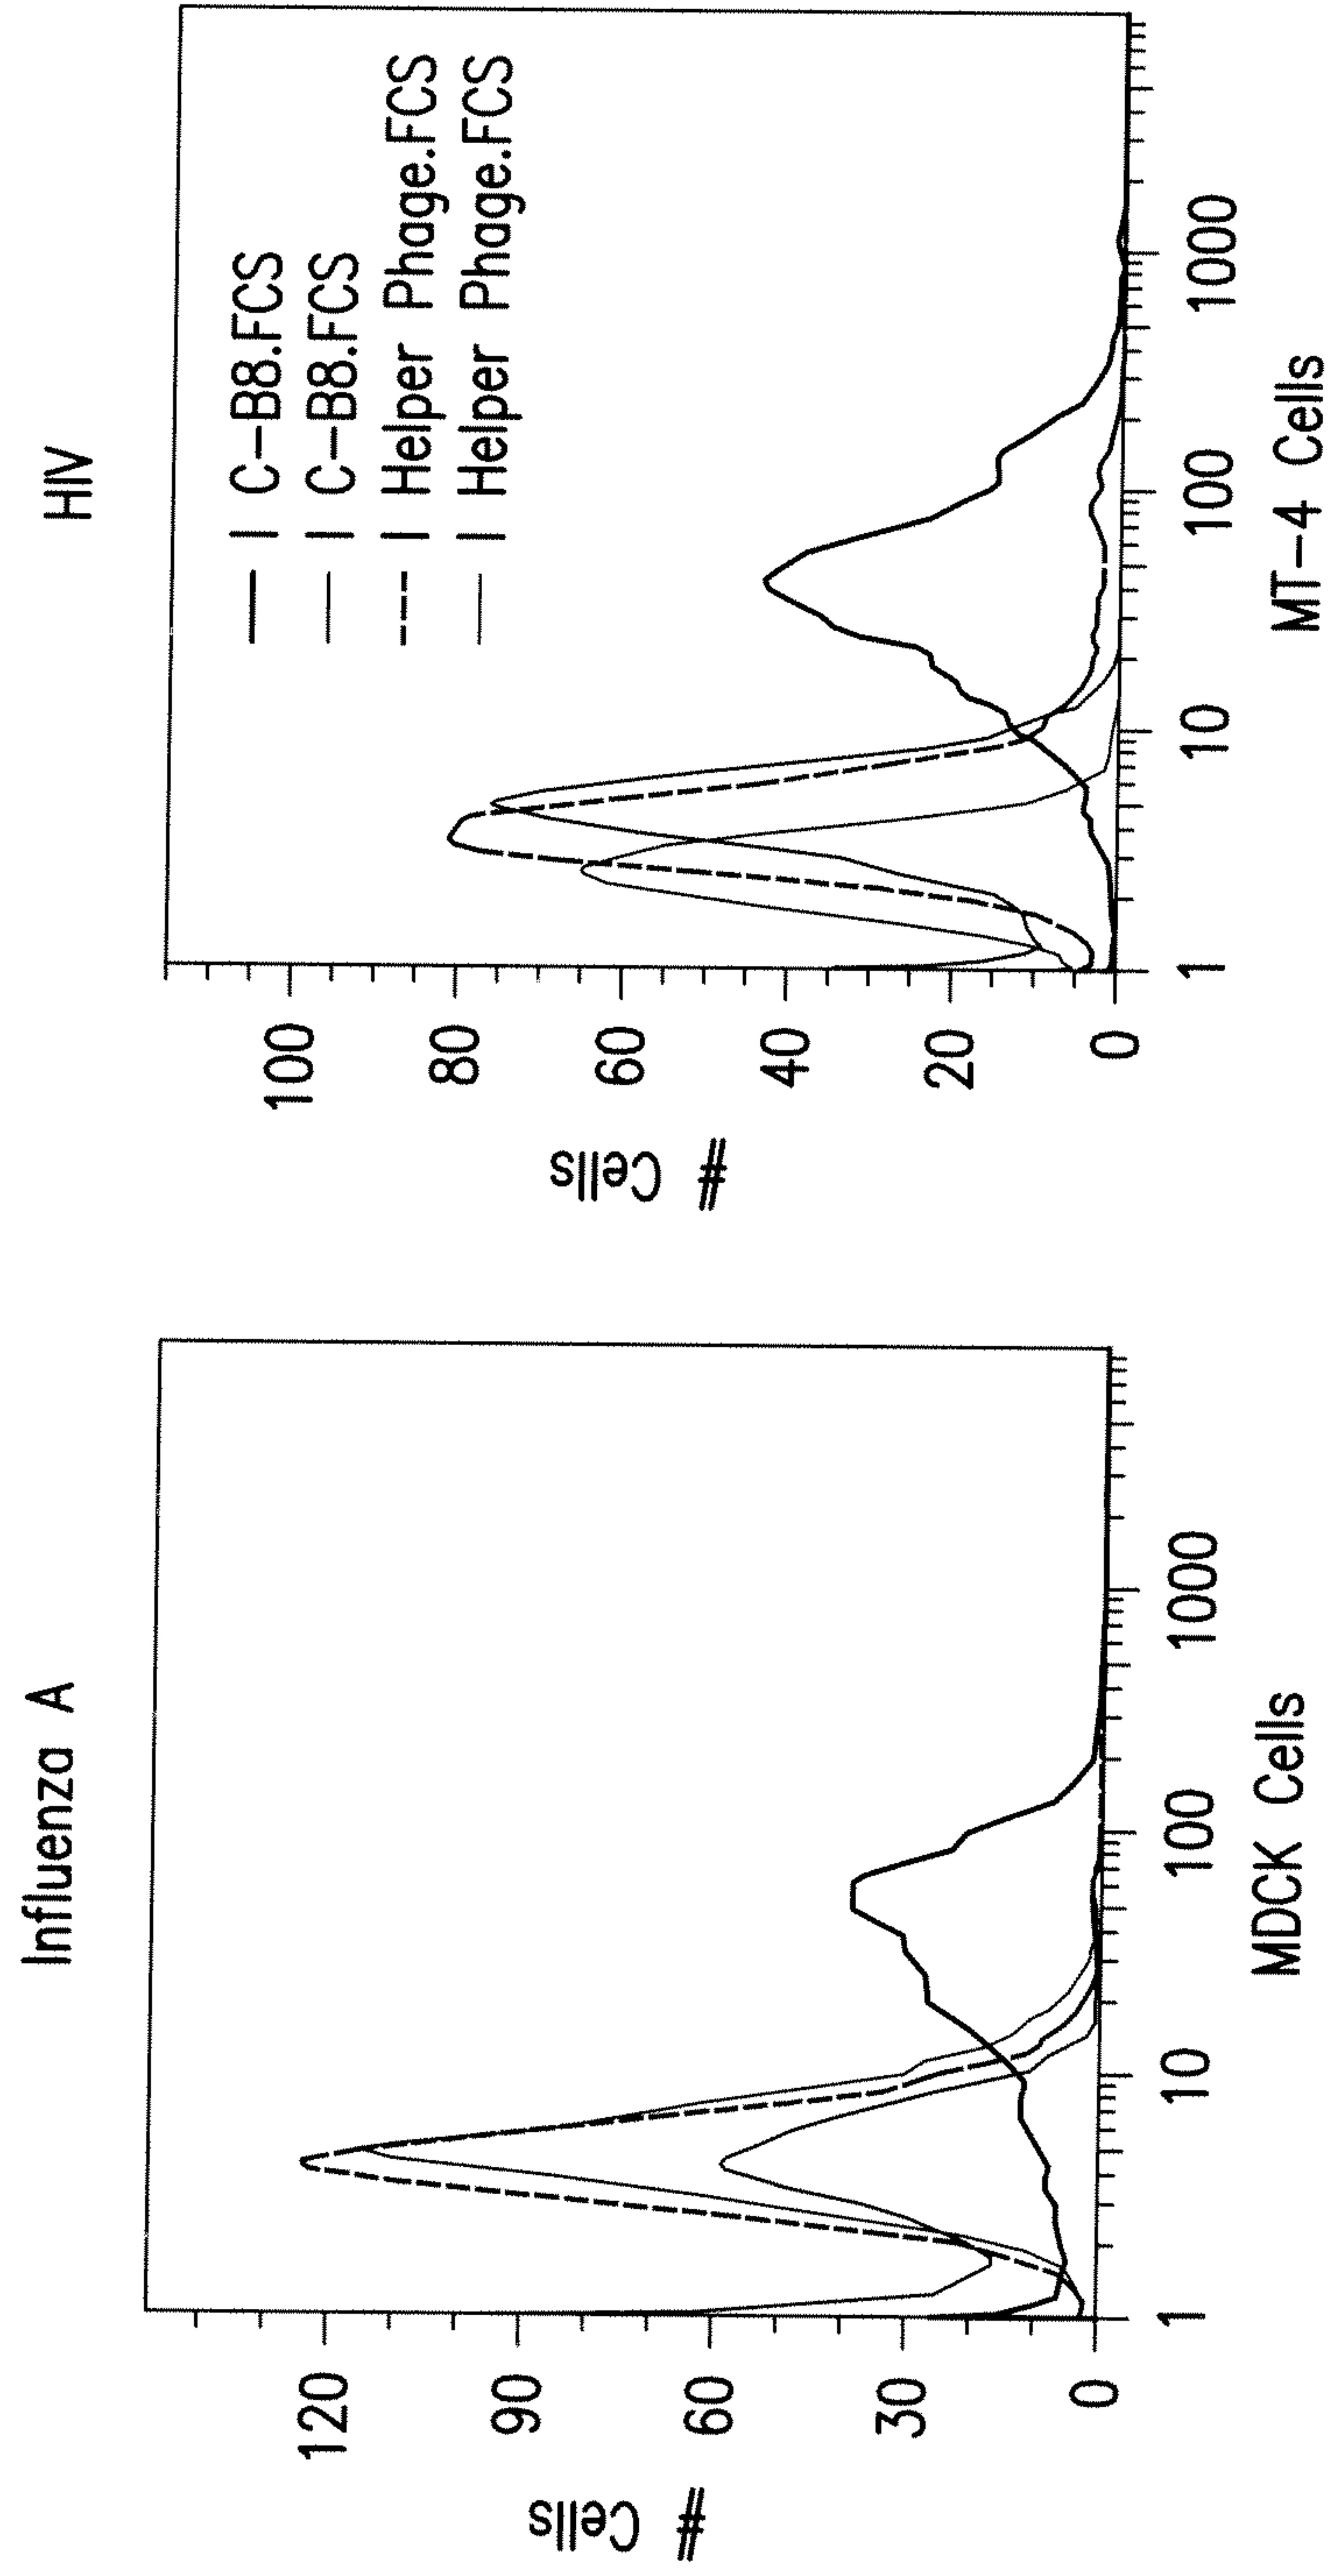 Influenza A
# Cells
120
90
60
30
0
1
10
100
1000
MDCK Cells
HIV
# Cells
100
80
60
40
20
0
1
10
100
1000
MT-4 Cells
C-B8.FCS
C-B8.FCS
Helper Phage.FCS
Helper Phage.FCS